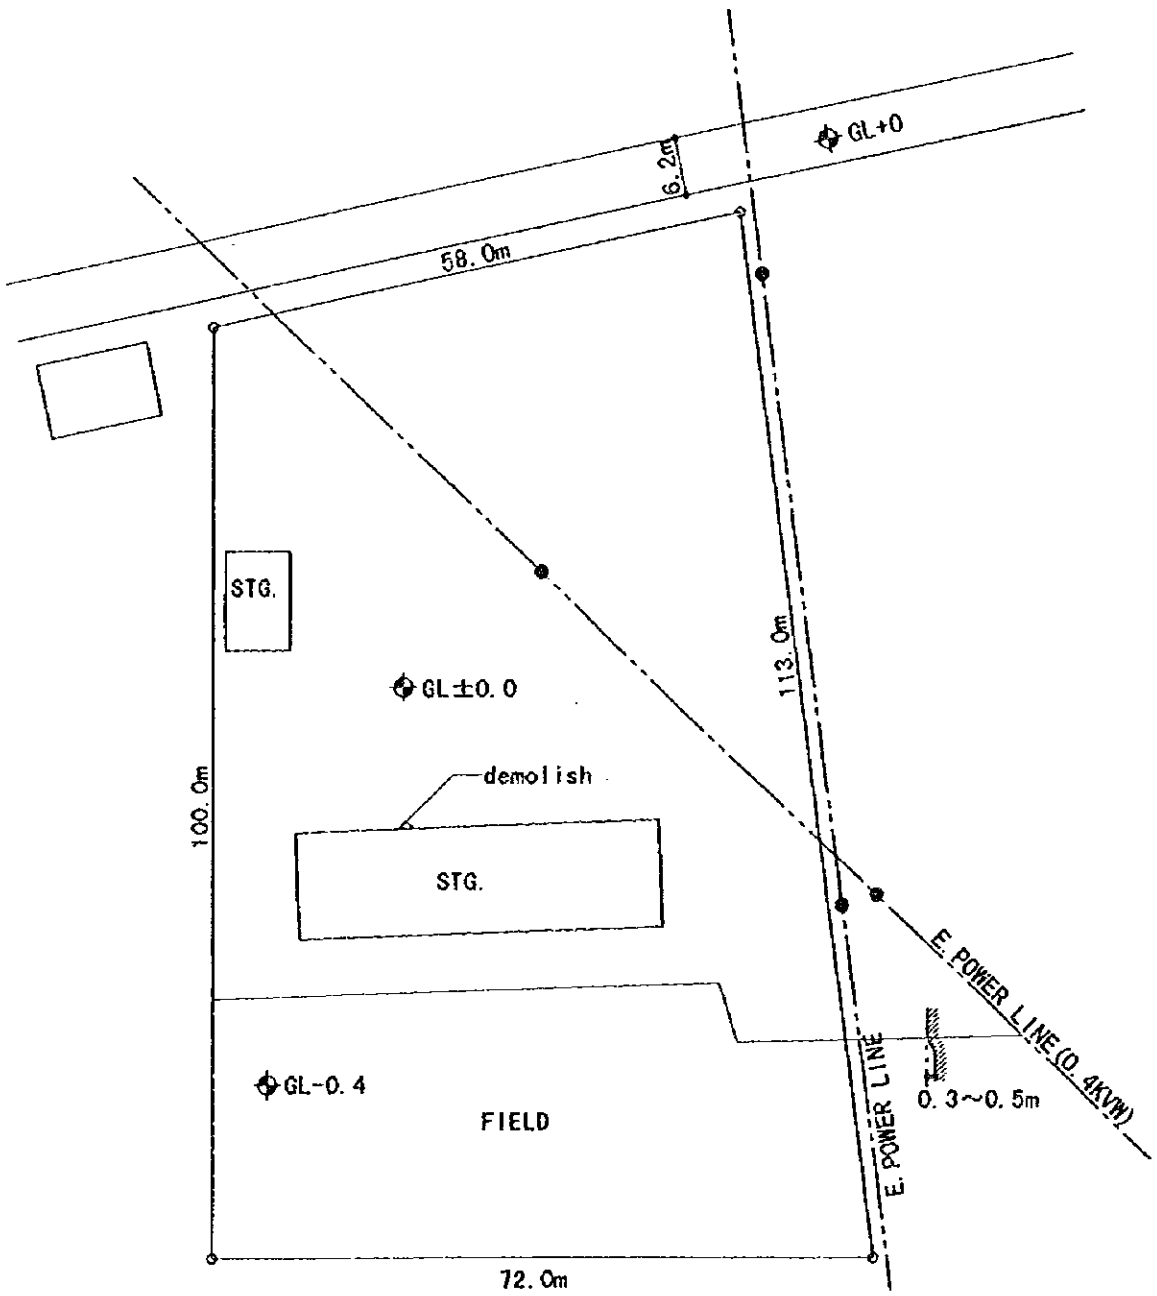 GL+0
6.2m
58.0m
STG.
113.0m
GL±0.0
demolish
100.0m
STG.
E.POWER LINE(0.4KVW)
E.POWER LINE
GL-0.4
0.3~0.5m
FIELD
72.0m